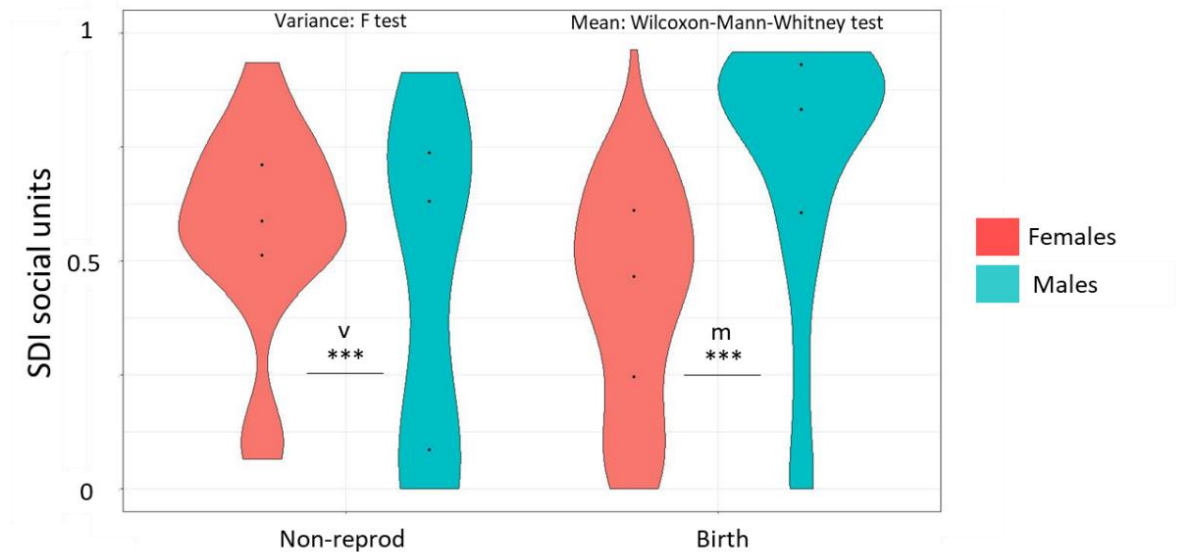 Variance: F test
Mean: Wilcoxon-Mann-Whitney test
1
0.5
0
SDI social units
v
***
m
***
Non-reprod
Birth
Females
Males